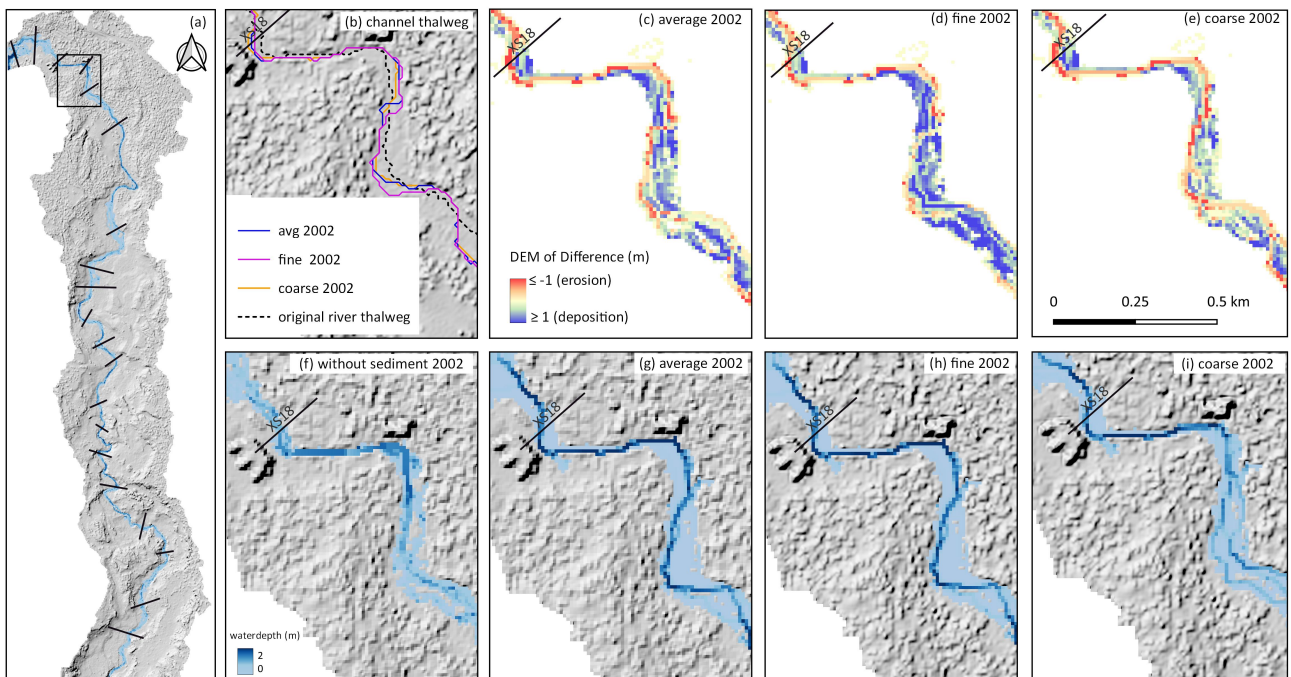 (a)
(b) channel thalweg
XS18
avg 2002
fine 2002
coarse 2002
original river thalweg
(c) average 2002
XS18
DEM of Difference (m)
≤ -1 (erosion)
≥ 1 (deposition)
(d) fine 2002
XS18
(e) coarse 2002
XS18
0 0.25 0.5 km
(f) without sediment 2002
XS18
waterdepth (m)
2
0
(g) average 2002
XS18
(h) fine 2002
XS18
(i) coarse 2002
XS18